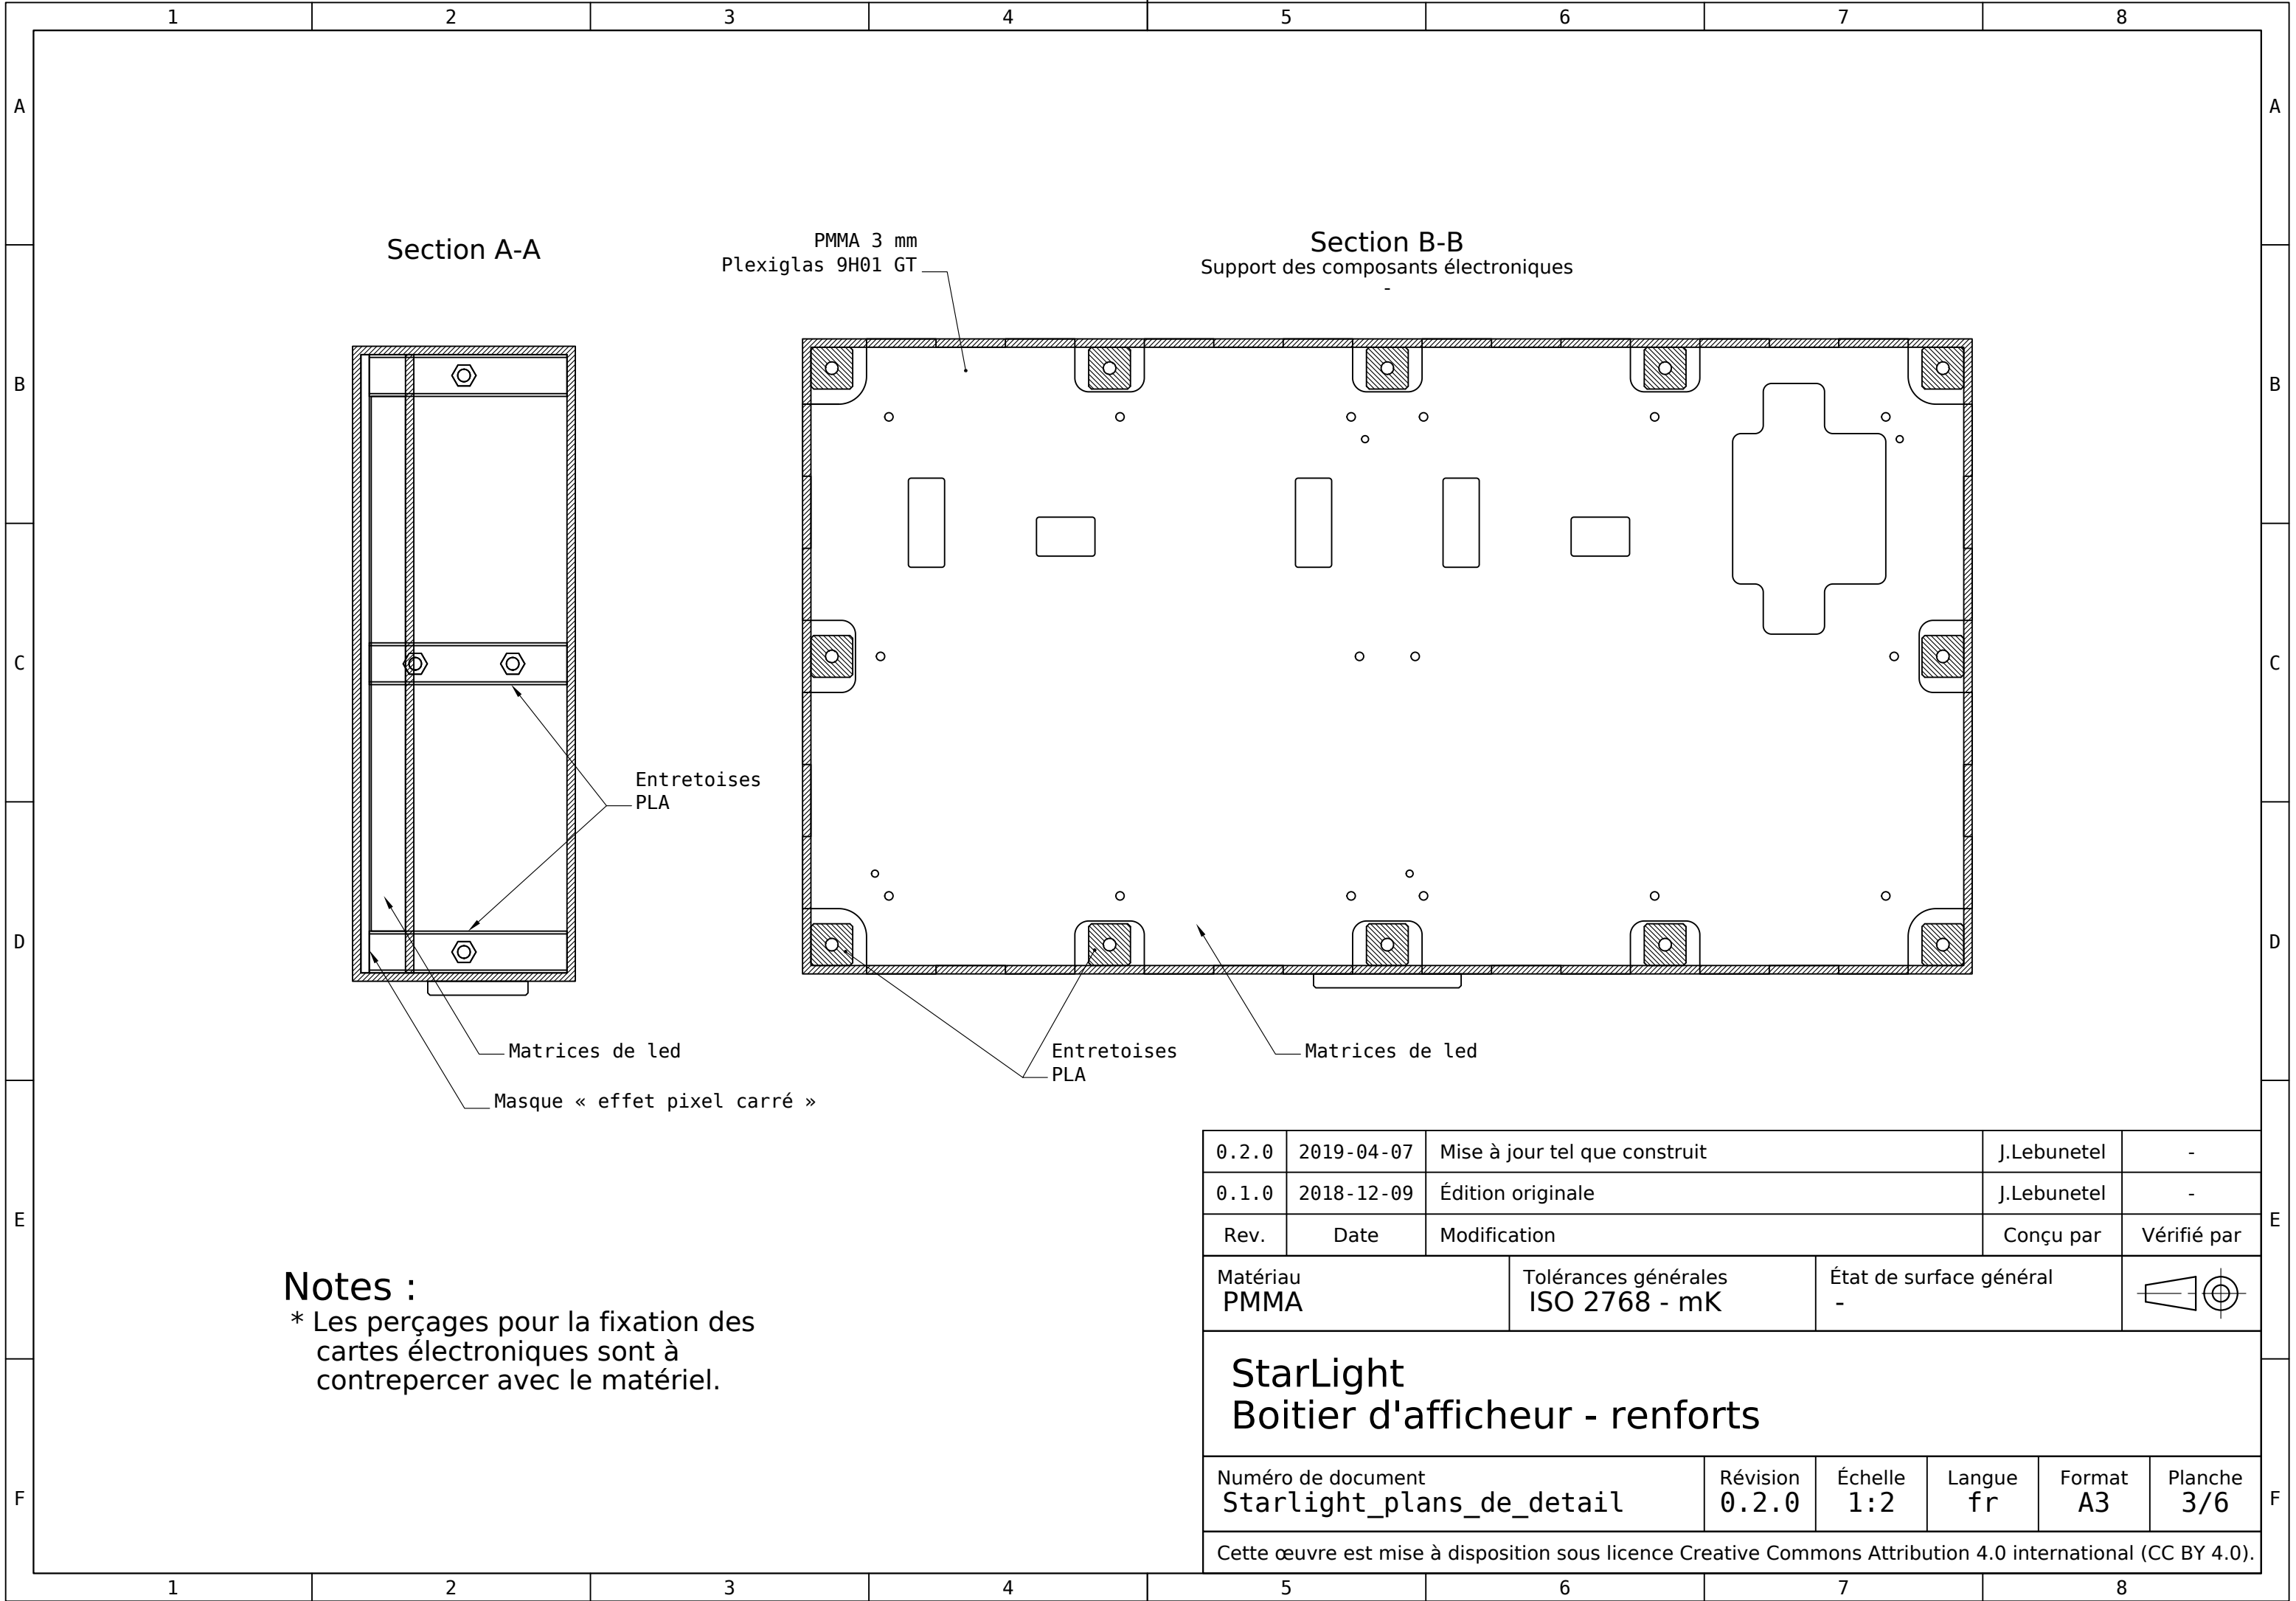 1 2 3 4 5 6 7 8
A A
B B
C C
D D
E E
F F
Section A-A
PMMA 3 mm
Plexiglas 9H01 GT
Section B-B
Support des composants électroniques
-
Entretoises
PLA
Matrices de led
Masque « effet pixel carré »
Entretoises
PLA
Matrices de led
Notes :
* Les perçages pour la fixation des
cartes électroniques sont à
contrepercer avec le matériel.
0.2.0 2019-04-07 Mise à jour tel que construit J.Lebunetel -
0.1.0 2018-12-09 Édition originale J.Lebunetel -
Rev. Date Modification Conçu par Vérifié par
Matériau Tolérances générales État de surface général
PMMA ISO 2768 - mK -
StarLight
Boitier d'afficheur - renforts
Numéro de document Révision Échelle Langue Format Planche
Starlight_plans_de_detail 0.2.0 1:2 fr A3 3/6
Cette œuvre est mise à disposition sous licence Creative Commons Attribution 4.0 international (CC BY 4.0).
1 2 3 4 5 6 7 8